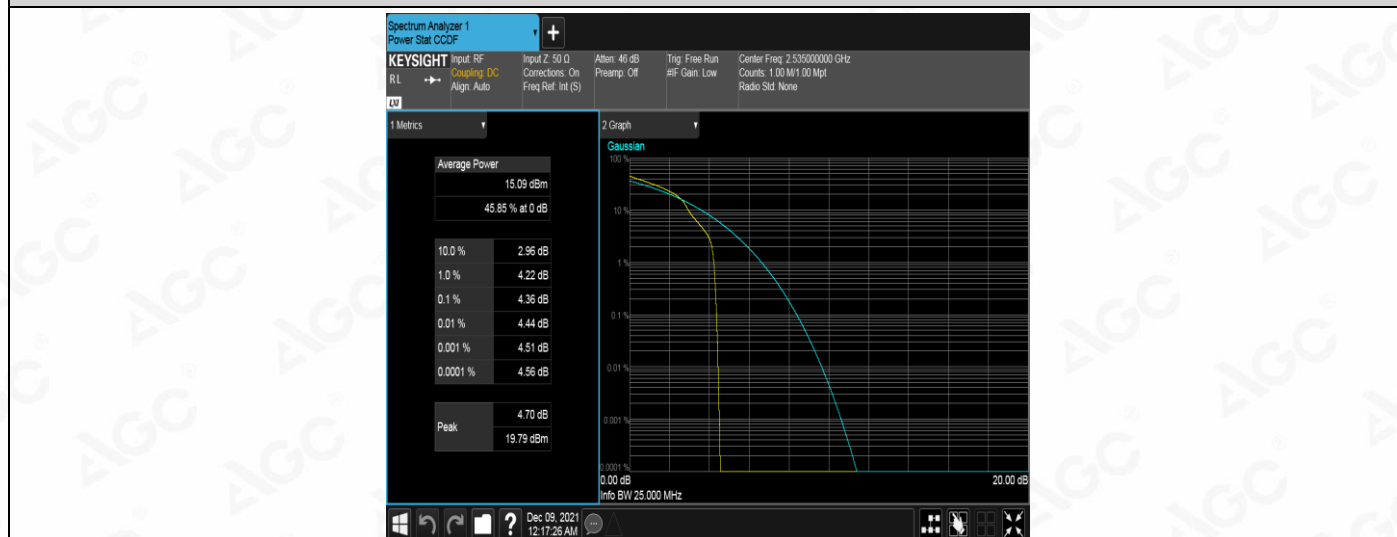 Spectrum Analyzer 1
Power Stat CCDF
+
KEYSIGHT
RL
LXI
Input: RF
Coupling: DC
Align: Auto
Input Z: 50 Ω
Corrections: On
Freq Ref: Int (S)
Atten: 46 dB
Preamp: Off
Trig: Free Run
#IF Gain: Low
Center Freq: 2.535000000 GHz
Counts: 1.00 M/1.00 Mpt
Radio Std: None
1 Metrics
Average Power
15.09 dBm
45.85 % at 0 dB
10.0 % 2.96 dB
1.0 % 4.22 dB
0.1 % 4.36 dB
0.01 % 4.44 dB
0.001 % 4.51 dB
0.0001 % 4.56 dB
Peak
4.70 dB
19.79 dBm
2 Graph
Gaussian
100 %
10 %
1 %
0.1 %
0.01 %
0.001 %
0.0001 %
0.00 dB 20.00 dB
Info BW 25.000 MHz
?
Dec 09, 2021
12:17:26 AM
AGC